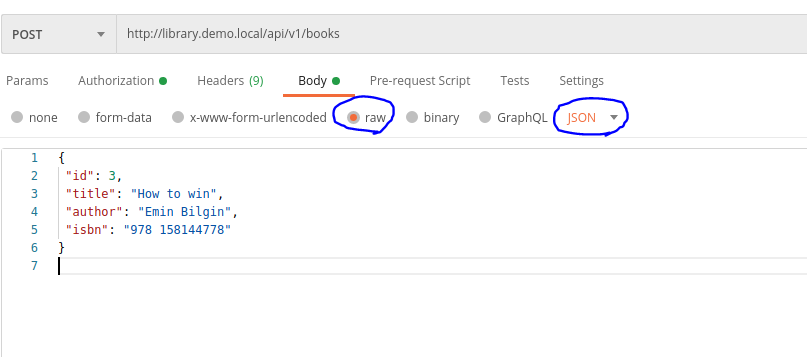 POST http://library.demo.local/api/v1/books
Params Authorization Headers (9) Body Pre-request Script Tests Settings
none form-data x-www-form-urlencoded raw binary GraphQL JSON
1 {
2 "id": 3,
3 "title": "How to win",
4 "author": "Emin Bilgin",
5 "isbn": "978 158144778"
6 }
7